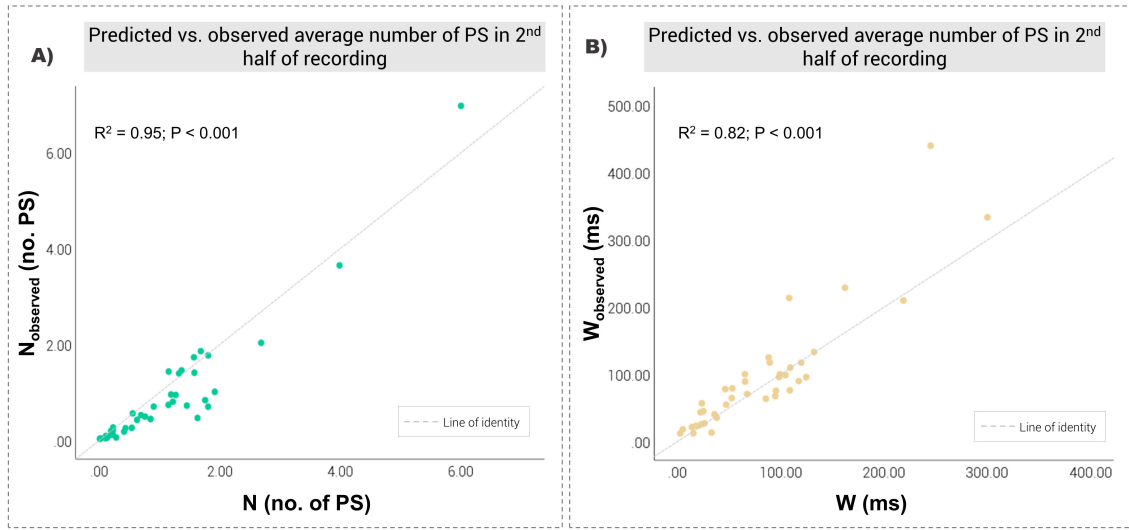 A)
Predicted vs. observed average number of PS in 2nd
half of recording
R2 = 0.95; P < 0.001
6.00
4.00
2.00
.00
Nobserved (no. PS)
Line of identity
.00 2.00 4.00 6.00
N (no. of PS)
B)
Predicted vs. observed average number of PS in 2nd
half of recording
R2 = 0.82; P < 0.001
500.00
400.00
300.00
200.00
100.00
.00
Wobserved (ms)
Line of identity
.00 100.00 200.00 300.00 400.00
W (ms)